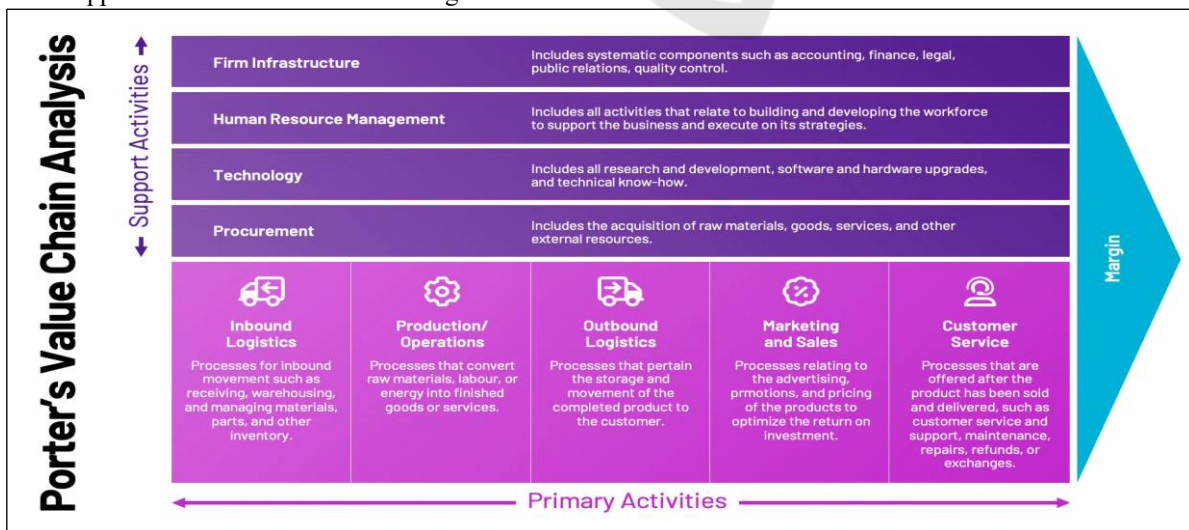 Porter's Value Chain Analysis
Support Activities
Firm Infrastructure
Includes systematic components such as accounting, finance, legal,
public relations, quality control.
Human Resource Management
Includes all activities that relate to building and developing the workforce
to support the business and execute on its strategies.
Technology
Includes all research and development, software and hardware upgrades,
and technical know-how.
Procurement
Includes the acquisition of raw materials, goods, services, and other
external resources.
Inbound
Logistics
Processes for inbound
movement such as
receiving, warehousing,
and managing materials,
parts, and other
inventory.
Production/
Operations
Processes that convert
raw materials, labour, or
energy into finished
goods or services.
Outbound
Logistics
Processes that pertain
the storage and
movement of the
completed product to
the customer.
Marketing
and Sales
Processes relating to
the advertising,
prmotions, and pricing
of the products to
optimize the return on
investment.
Customer
Service
Processes that are
offered after the
product has been sold
and delivered, such as
customer service and
support, maintenance,
repairs, refunds, or
exchanges.
Margin
Primary Activities